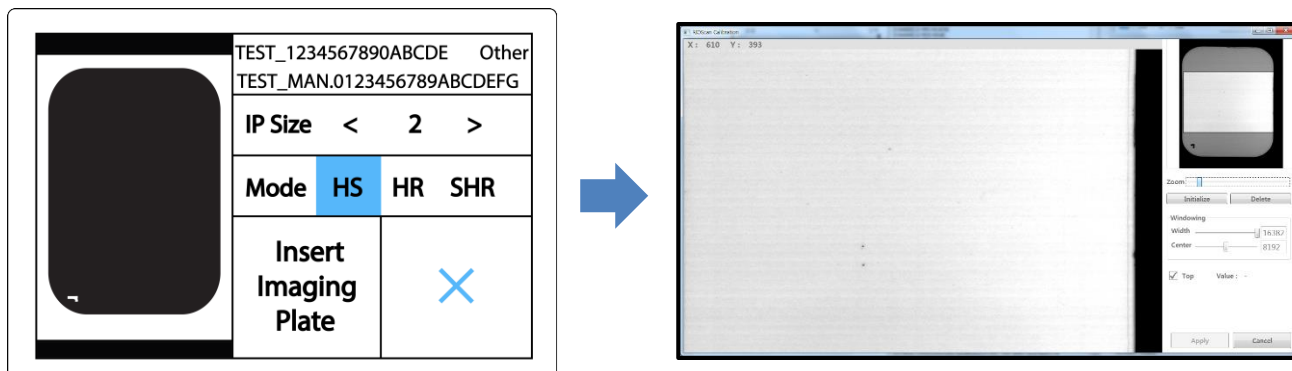 TEST_1234567890ABCDE Other
TEST_MAN.0123456789ABCDEFG
IP Size < 2 >
Mode HS HR SHR
Insert
Imaging
Plate
X : 610 Y : 393
Zoom
Initialize Delete
Windowing
Width 16387
Center 8192
Top Value : -
Apply Cancel